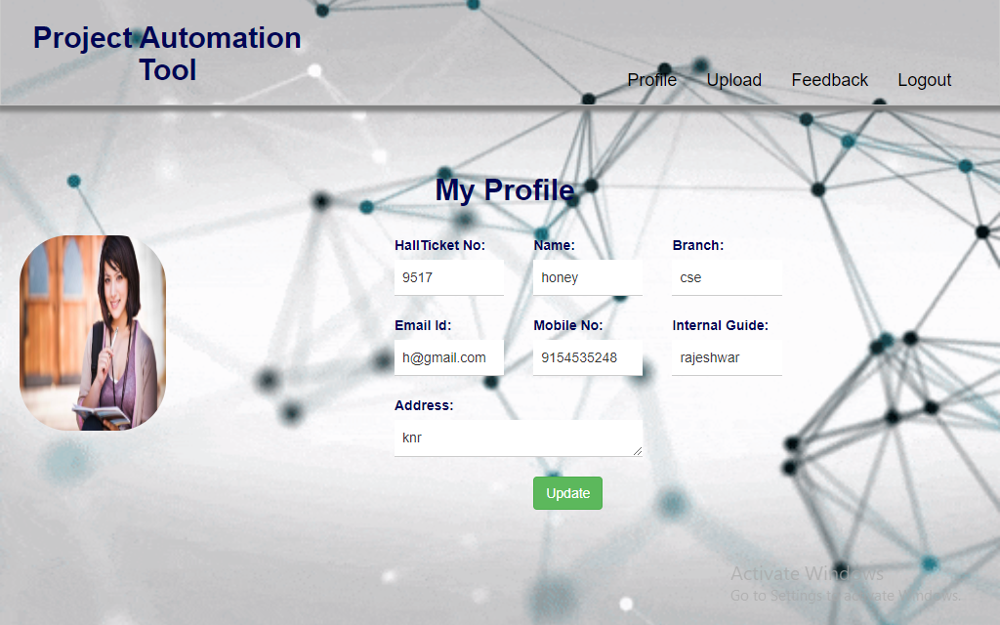 Project Automation
Tool
Profile Upload Feedback Logout
My Profile
HallTicket No: Name: Branch:
9517 honey cse
Email Id: Mobile No: Internal Guide:
h@gmail.com 9154535248 rajeshwar
Address:
knr
Update
Activate Windows
Go to Settings to activate Windows.